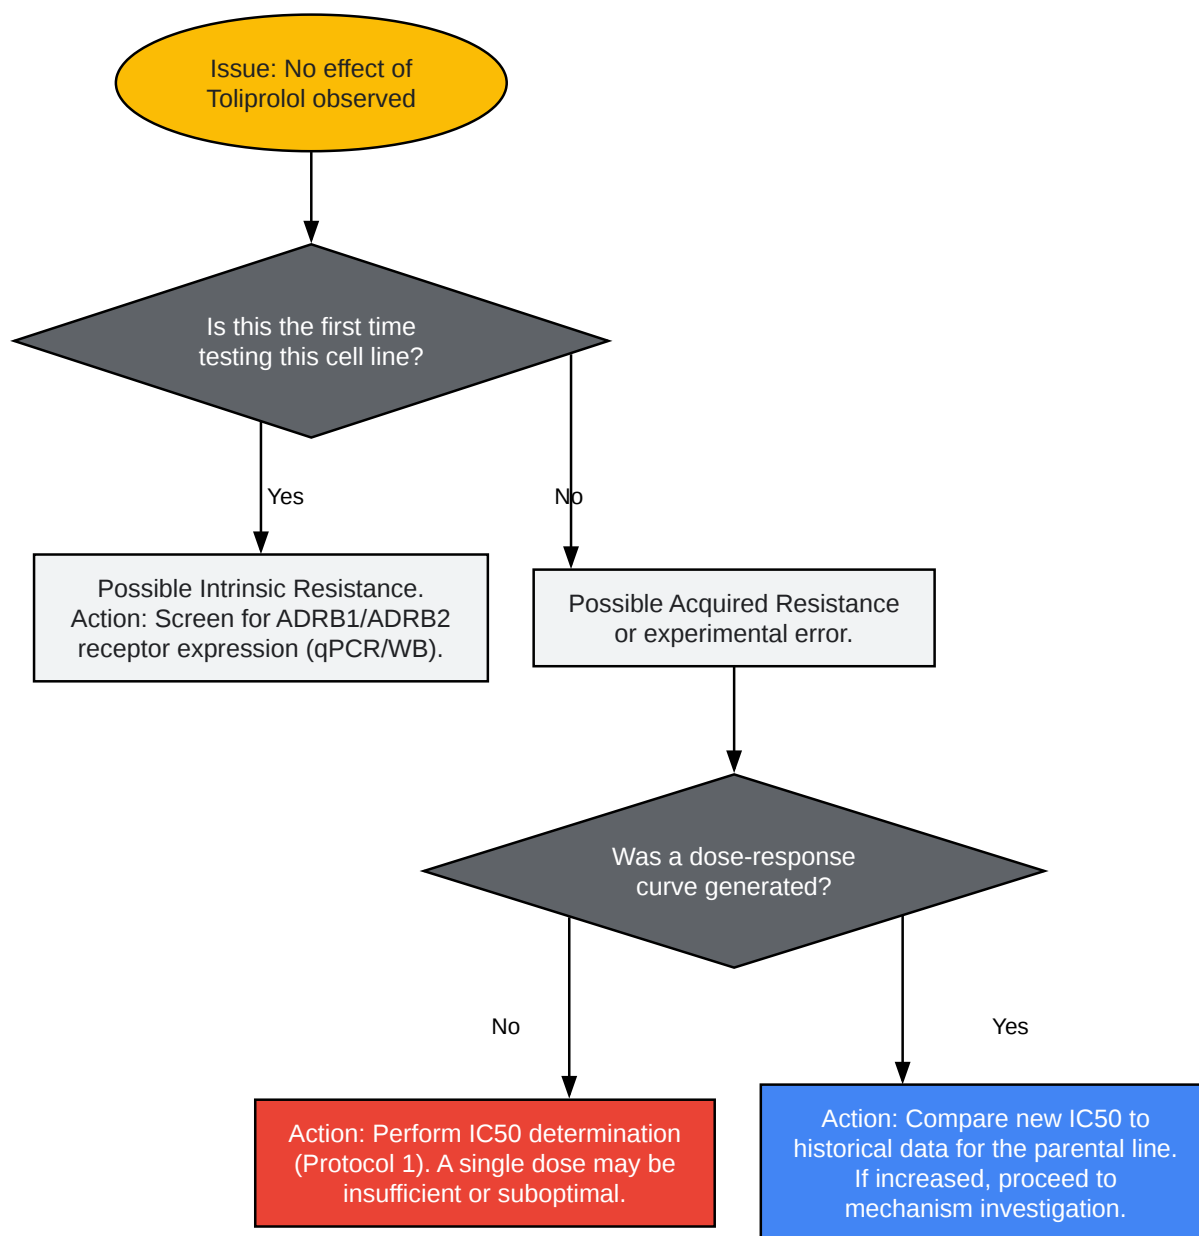 Issue: No effect of
Toliprolol observed
Is this the first time
testing this cell line?
Yes
No
Possible Intrinsic Resistance.
Action: Screen for ADRB1/ADRB2
receptor expression (qPCR/WB).
Possible Acquired Resistance
or experimental error.
Was a dose-response
curve generated?
No
Yes
Action: Perform IC50 determination
(Protocol 1). A single dose may be
insufficient or suboptimal.
Action: Compare new IC50 to
historical data for the parental line.
If increased, proceed to
mechanism investigation.